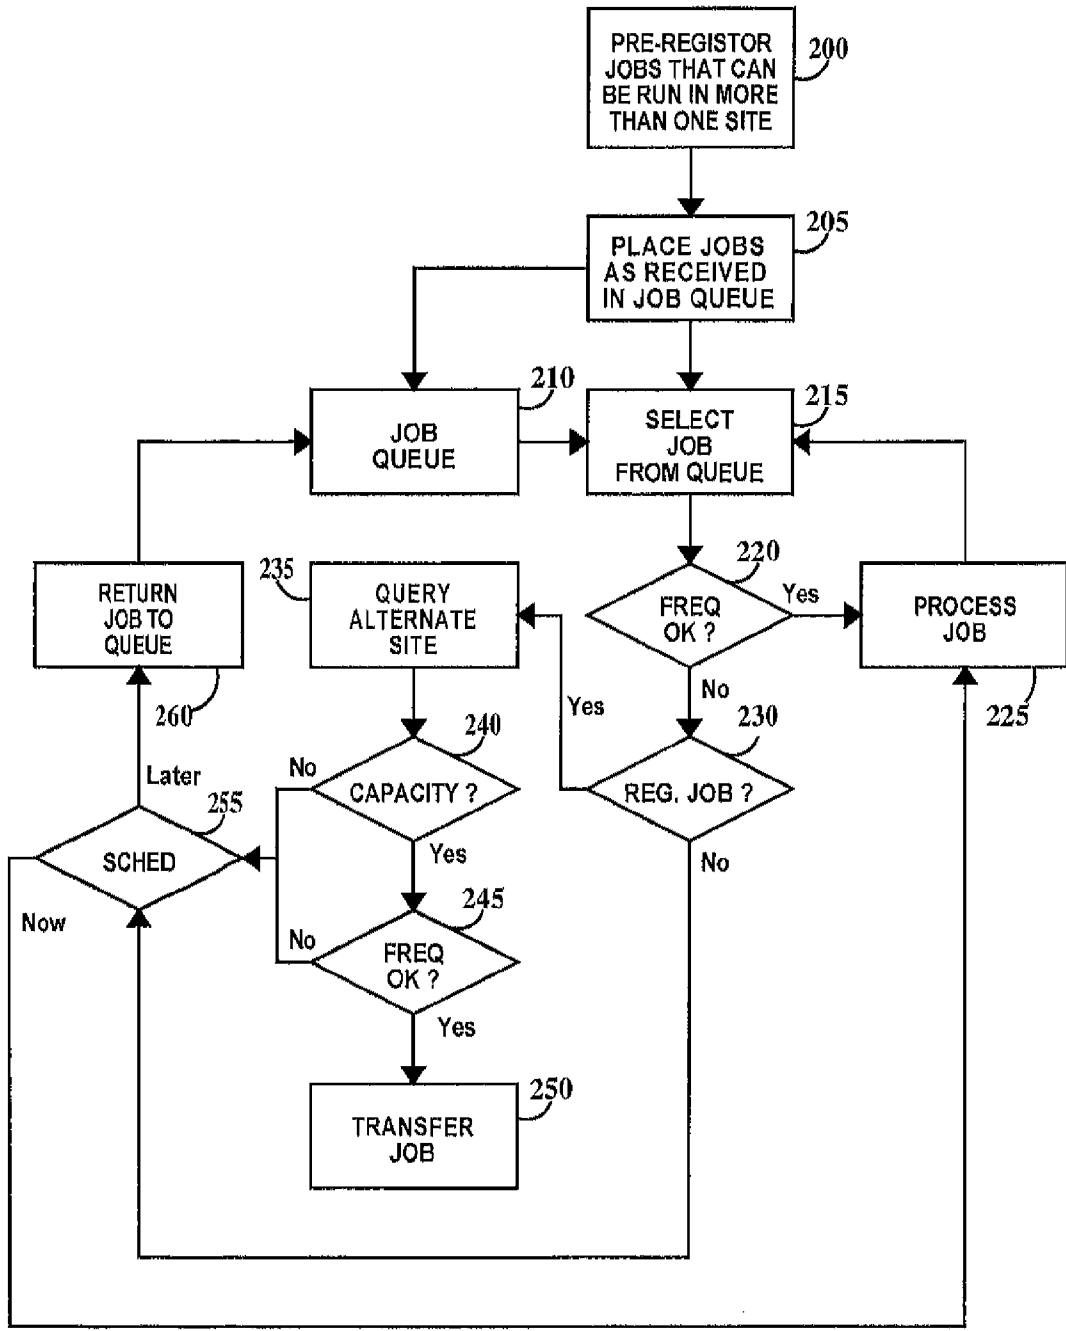 PRE-REGISTOR
JOBS THAT CAN
BE RUN IN MORE
THAN ONE SITE
200
PLACE JOBS
AS RECEIVED
IN JOB QUEUE
205
JOB
QUEUE
210
SELECT
JOB
FROM QUEUE
215
RETURN
JOB TO
QUEUE
260
235
QUERY
ALTERNATE
SITE
FREQ
OK ?
220
Yes
No
PROCESS
JOB
225
Yes
REG. JOB ?
230
No
CAPACITY ?
240
No
Yes
Later
SCHED
255
Now
FREQ
OK ?
245
No
Yes
TRANSFER
JOB
250